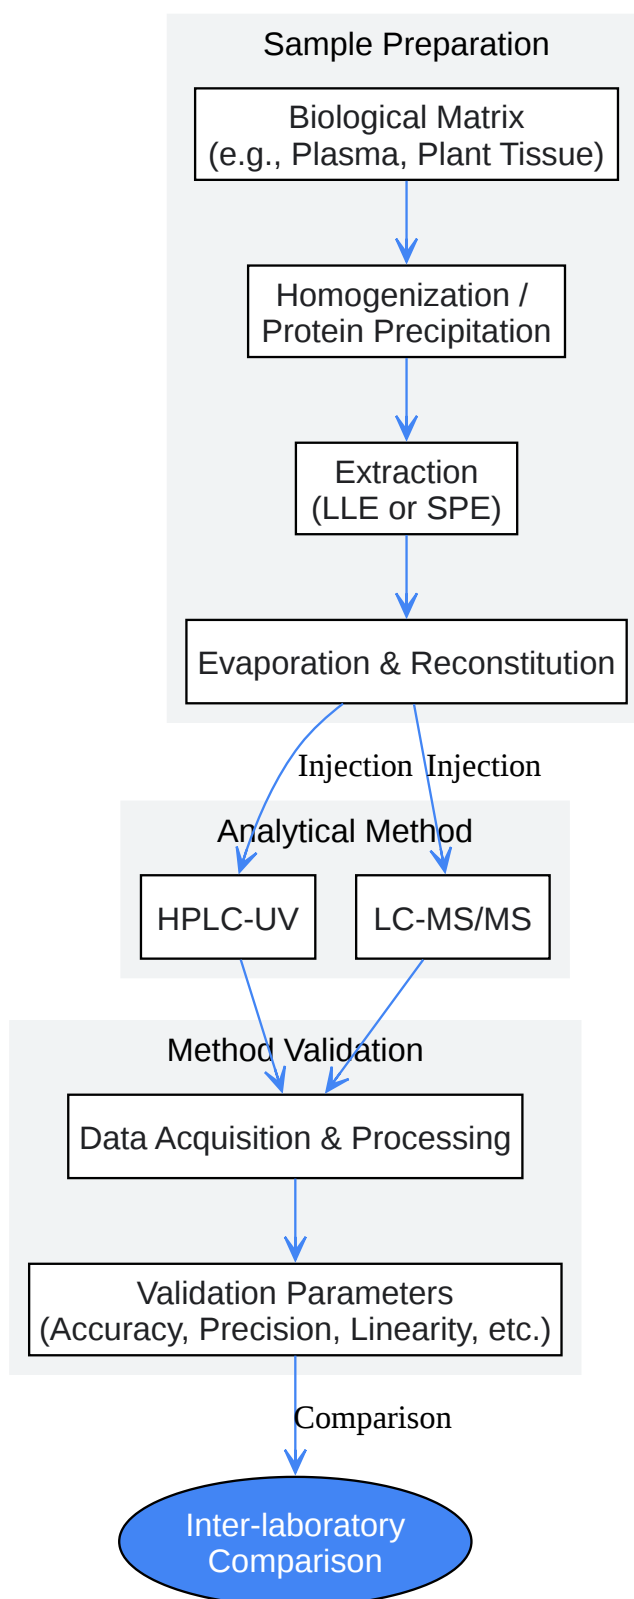 Sample Preparation
Biological Matrix
(e.g., Plasma, Plant Tissue)
Homogenization /
Protein Precipitation
Extraction
(LLE or SPE)
Evaporation & Reconstitution
Injection
Injection
Analytical Method
HPLC-UV
LC-MS/MS
Method Validation
Data Acquisition & Processing
Validation Parameters
(Accuracy, Precision, Linearity, etc.)
Comparison
Inter-laboratory
Comparison